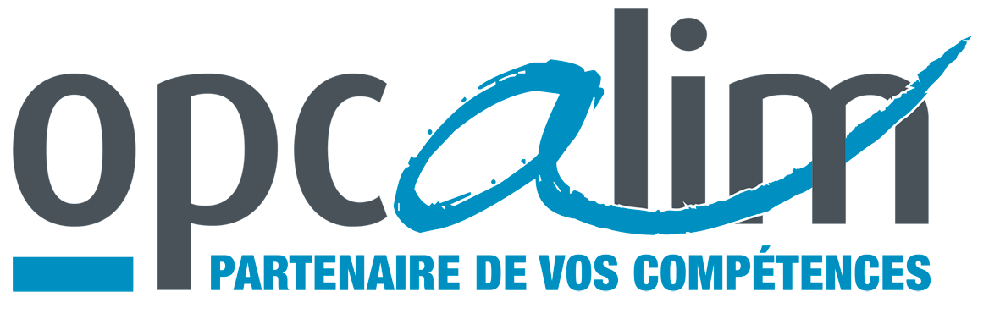 opcalim
PARTENAIRE DE VOS COMPÉTENCES